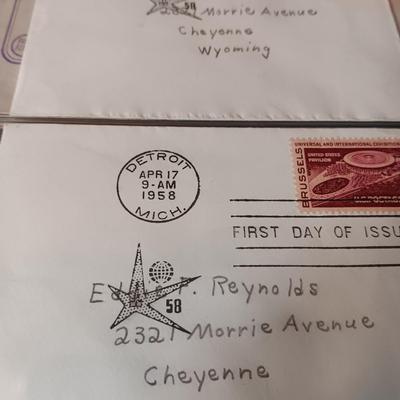 58
2321 Morrie Avenue
Cheyenne
Wyoming
DETROIT
APR 17
9-AM
1958
MICH.
BRUSSELS
UNIVERSAL AND INTERNATIONAL EXHIBITION
UNITED STATES
PAVILION
U.S. POSTAGE
FIRST DAY OF ISSU
P. Reynolds
58
2321 Morrie Avenue
Cheyenne